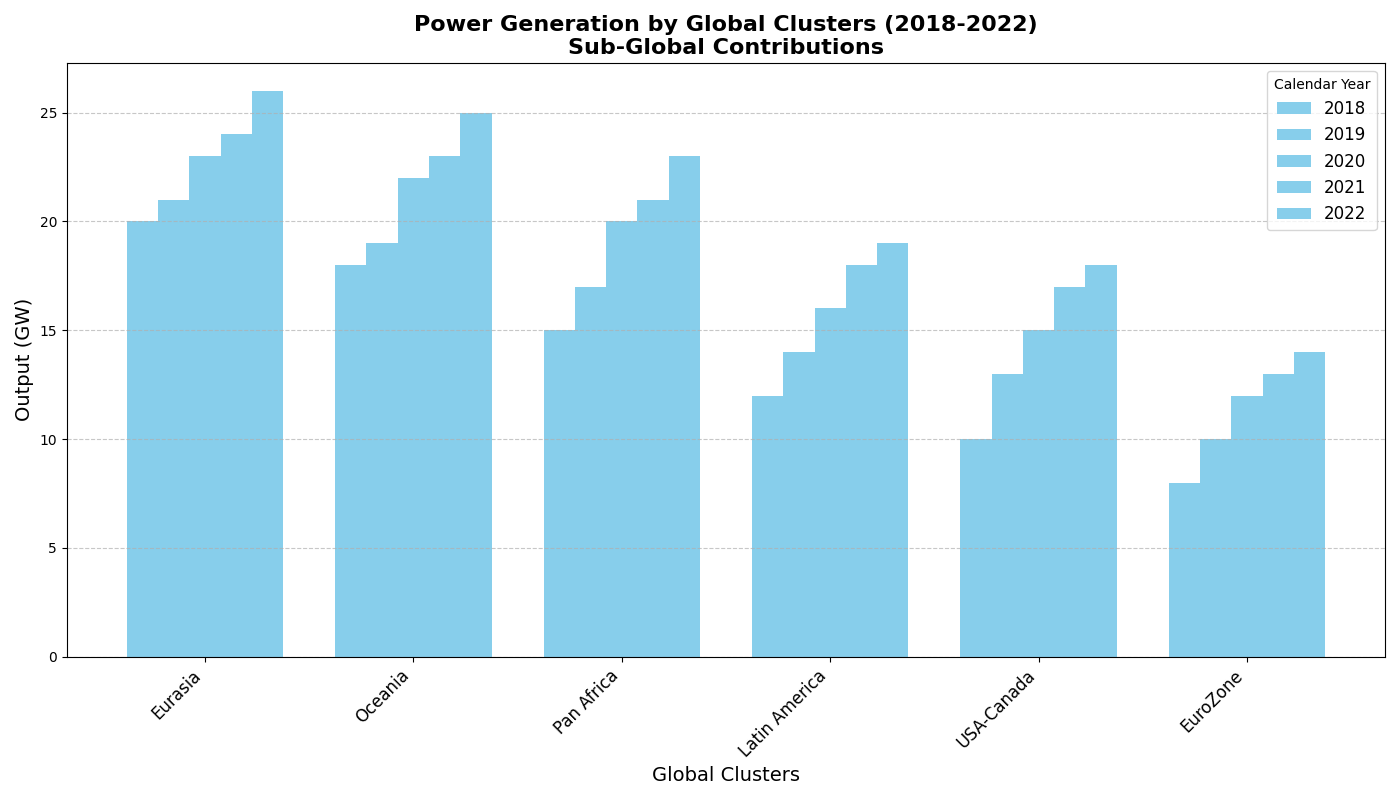 Power Generation by Global Clusters (2018-2022)
Sub-Global Contributions
Calendar Year
2018
2019
2020
2021
2022
Output (GW)
25
20
15
10
5
0
Eurasia
Oceania
Pan Africa
Latin America
USA-Canada
EuroZone
Global Clusters